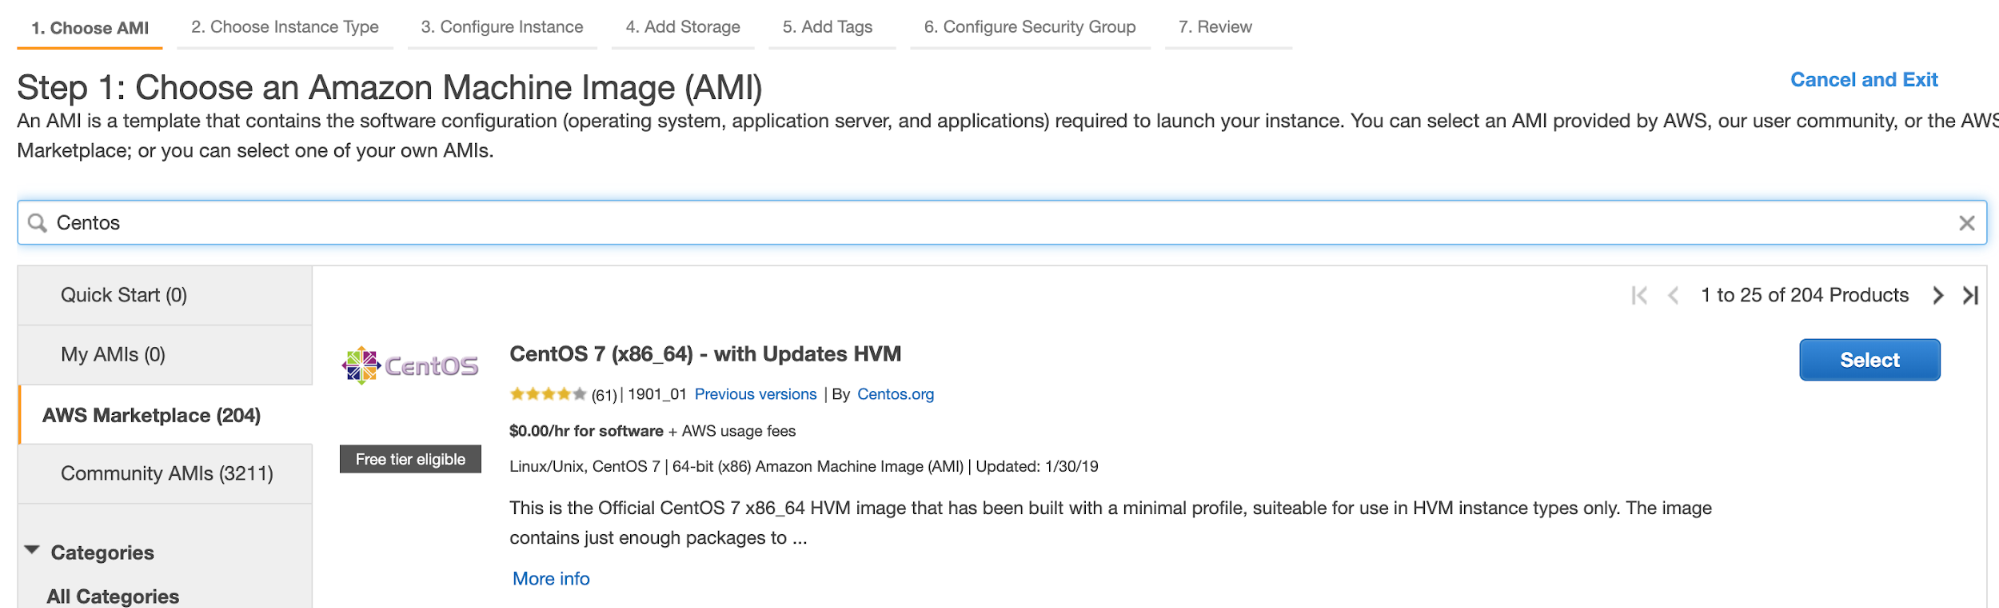 1. Choose AMI 2. Choose Instance Type 3. Configure Instance 4. Add Storage 5. Add Tags 6. Configure Security Group 7. Review
Step 1: Choose an Amazon Machine Image (AMI)
Cancel and Exit
An AMI is a template that contains the software configuration (operating system, application server, and applications) required to launch your instance. You can select an AMI provided by AWS, our user community, or the AWS
Marketplace; or you can select one of your own AMIs.
Centos
Quick Start (0)
My AMIs (0)
AWS Marketplace (204)
Community AMIs (3211)
Categories
All Categories
1 to 25 of 204 Products
CentOS
Free tier eligible
CentOS 7 (x86_64) - with Updates HVM
Select
(61) | 1901_01 Previous versions | By Centos.org
$0.00/hr for software + AWS usage fees
Linux/Unix, CentOS 7 | 64-bit (x86) Amazon Machine Image (AMI) | Updated: 1/30/19
This is the Official CentOS 7 x86_64 HVM image that has been built with a minimal profile, suiteable for use in HVM instance types only. The image
contains just enough packages to ...
More info